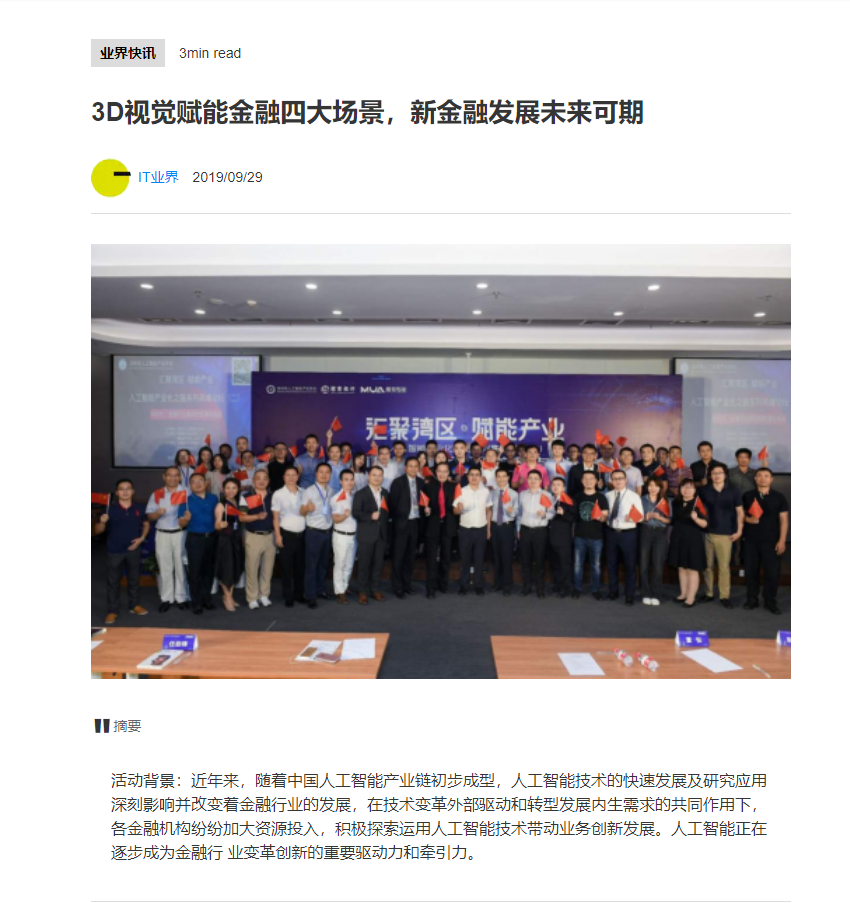 业界快讯 3min read
3D视觉赋能金融四大场景，新金融发展未来可期
IT业界 2019/09/29
MUA
汇聚湾区·赋能产业
摘要
活动背景：近年来，随着中国人工智能产业链初步成型，人工智能技术的快速发展及研究应用
深刻影响并改变着金融行业的发展，在技术变革外部驱动和转型发展内生需求的共同作用下，
各金融机构纷纷加大资源投入，积极探索运用人工智能技术带动业务创新发展。人工智能正在
逐步成为金融行 业变革创新的重要驱动力和牵引力。